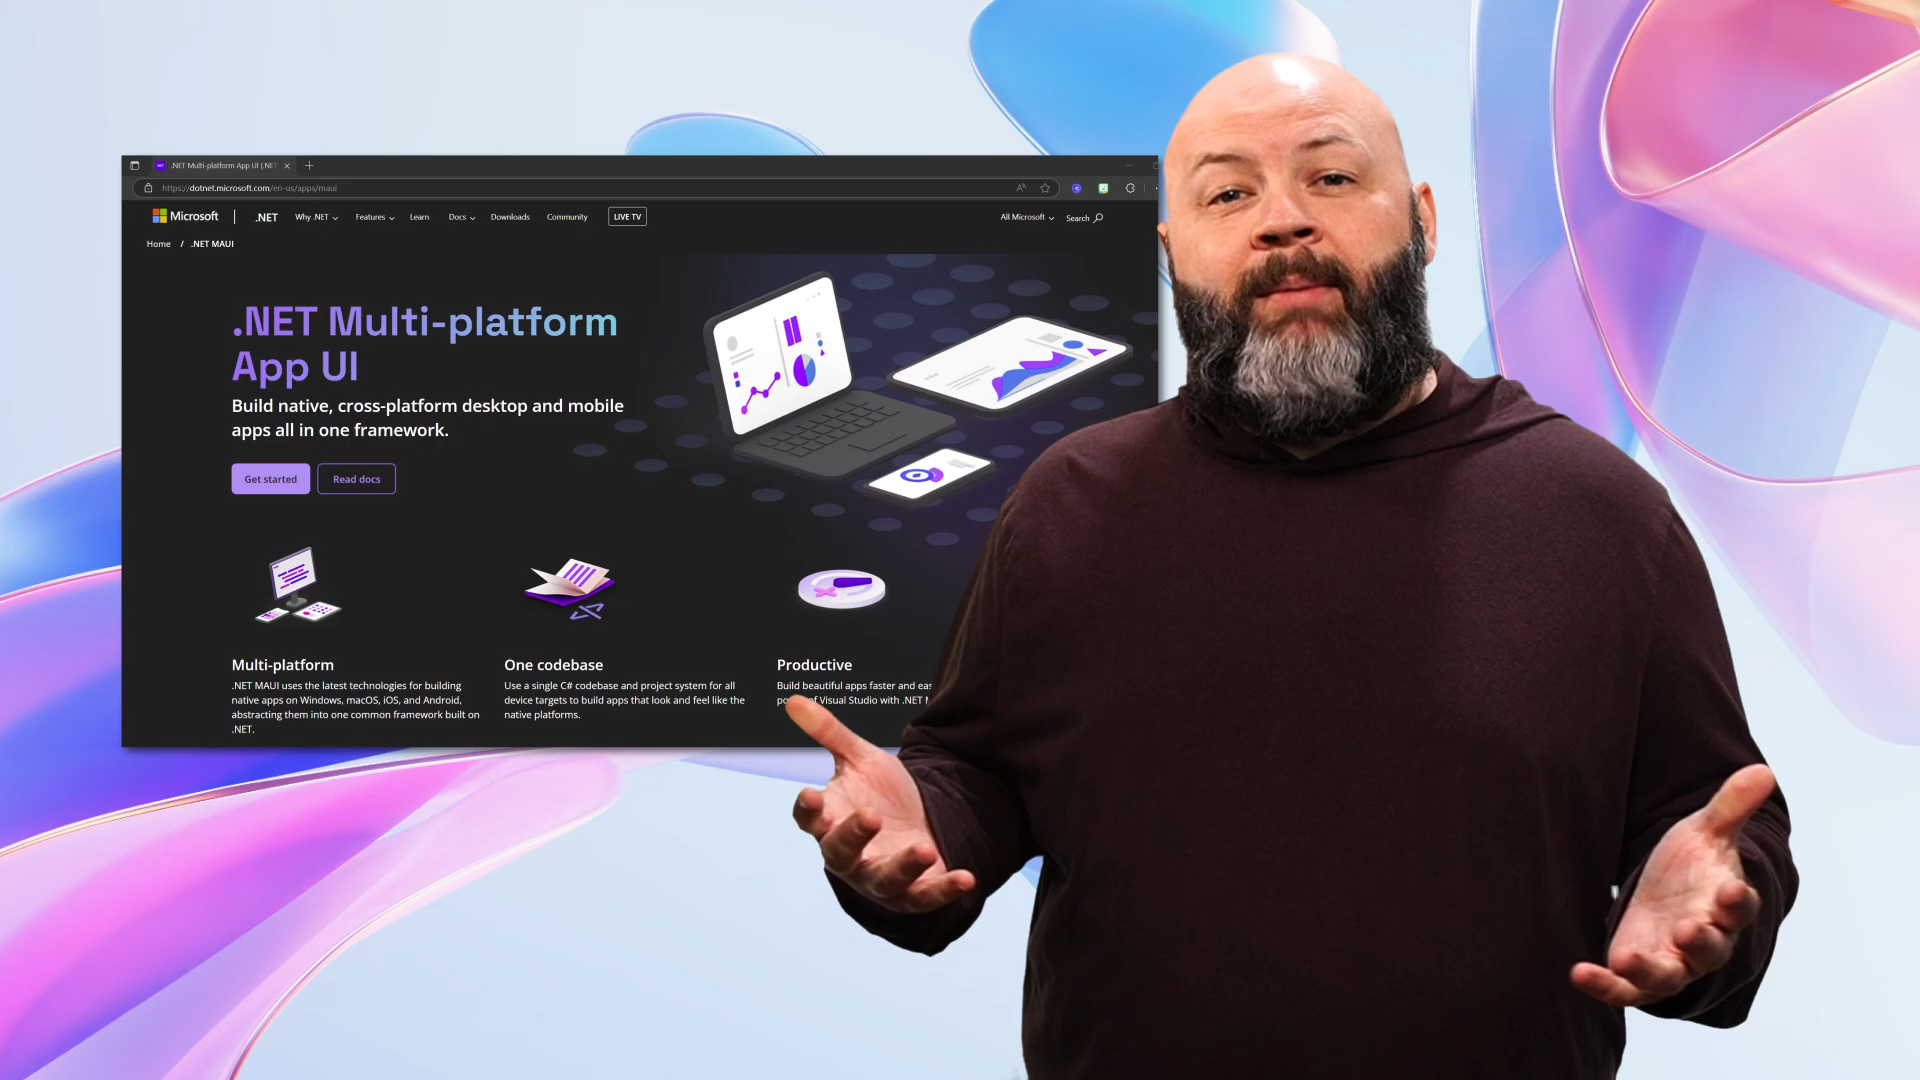 .NET Multi-platform App UI (.NET
https://dotnet.microsoft.com/en-us/apps/maui
Microsoft
.NET
Why .NET
Features
Learn
Docs
Downloads
Community
LIVE TV
All Microsoft
Search
Home / .NET MAUI
.NET Multi-platform
App UI
Build native, cross-platform desktop and mobile
apps all in one framework.
Get started
Read docs
Multi-platform
.NET MAUI uses the latest technologies for building
native apps on Windows, macOS, iOS, and Android,
abstracting them into one common framework built on
.NET.
One codebase
Use a single C# codebase and project system for all
device targets to build apps that look and feel like the
native platforms.
Productive
Build beautiful apps faster and
of Visual Studio with .NET